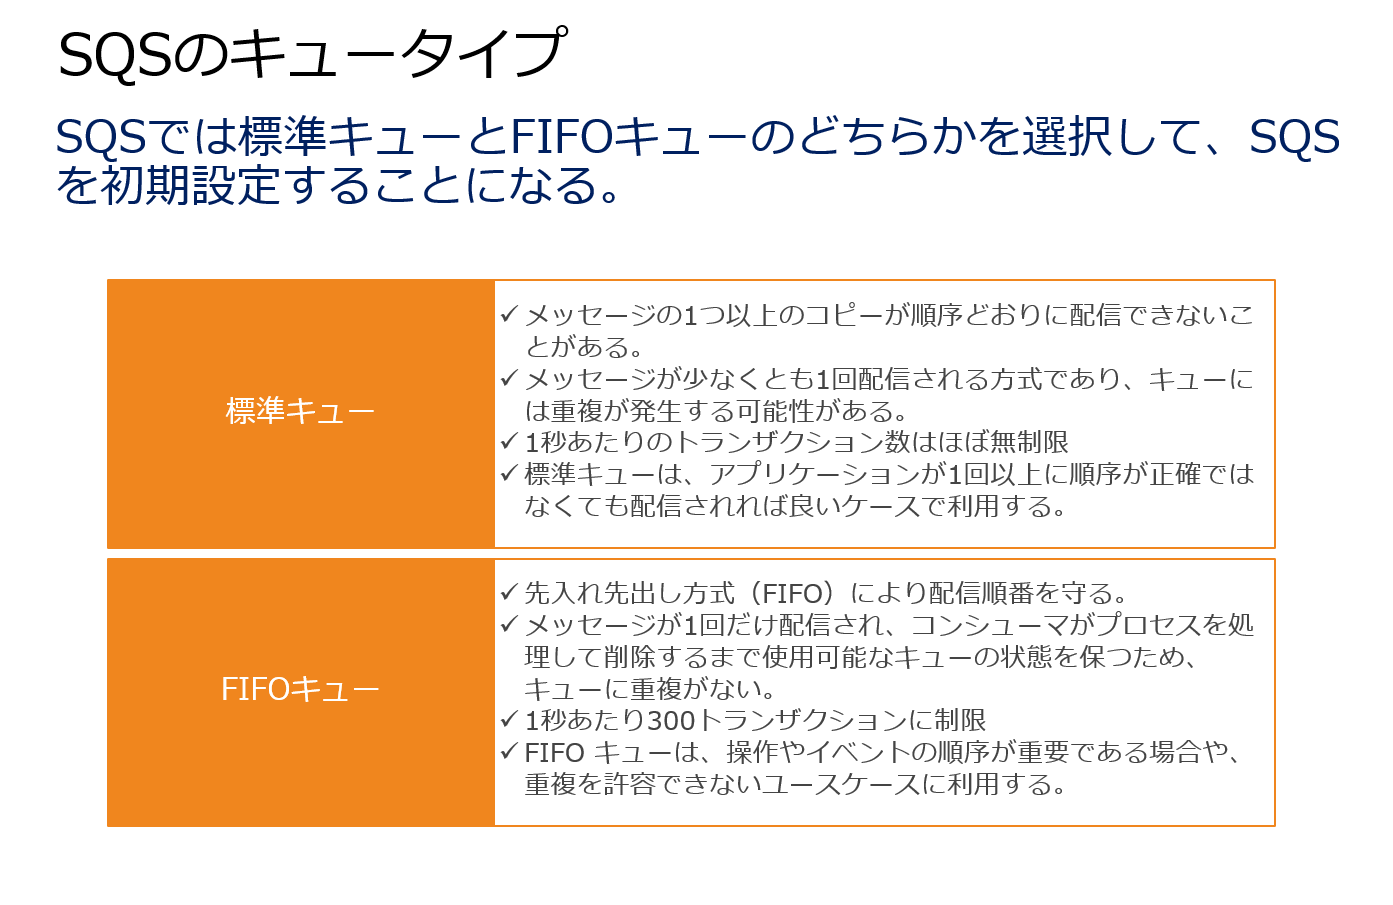 SQSのキュータイプ
SQSでは標準キューとFIFOキューのどちらかを選択して、SQS
を初期設定することになる。
標準キュー
✓メッセージの1つ以上のコピーが順序どおりに配信できないこ
とがある。
✓メッセージが少なくとも1回配信される方式であり、キューに
は重複が発生する可能性がある。
✓1秒あたりのトランザクション数はほぼ無制限
✓標準キューは、アプリケーションが1回以上に順序が正確では
なくても配信されれば良いケースで利用する。
FIFOキュー
✓先入れ先出し方式（FIFO）により配信順番を守る。
✓メッセージが1回だけ配信され、コンシューマがプロセスを処
理して削除するまで使用可能なキューの状態を保つため、
キューに重複がない。
✓1秒あたり300トランザクションに制限
✓FIFO キューは、操作やイベントの順序が重要である場合や、
重複を許容できないユースケースに利用する。